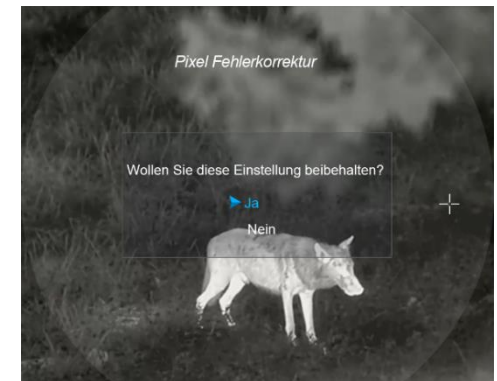 Pixel Fehlerkorrektur
Wollen Sie diese Einstellung beibehalten?
Ja
Nein